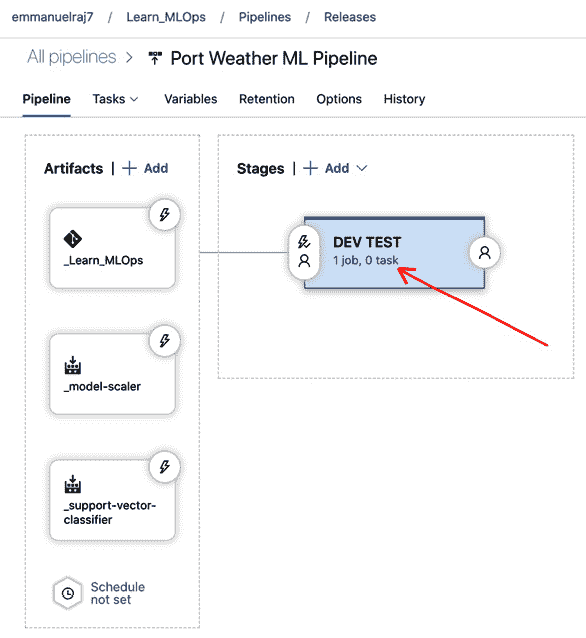 emmanuelraj7 / Learn_MLOps / Pipelines / Releases
All pipelines > Port Weather ML Pipeline
Pipeline Tasks Variables Retention Options History
Artifacts | + Add
Stages | + Add
_Learn_MLOps
DEV TEST
1 job, 0 task
_model-scaler
_support-vector-
classifier
Schedule
not set